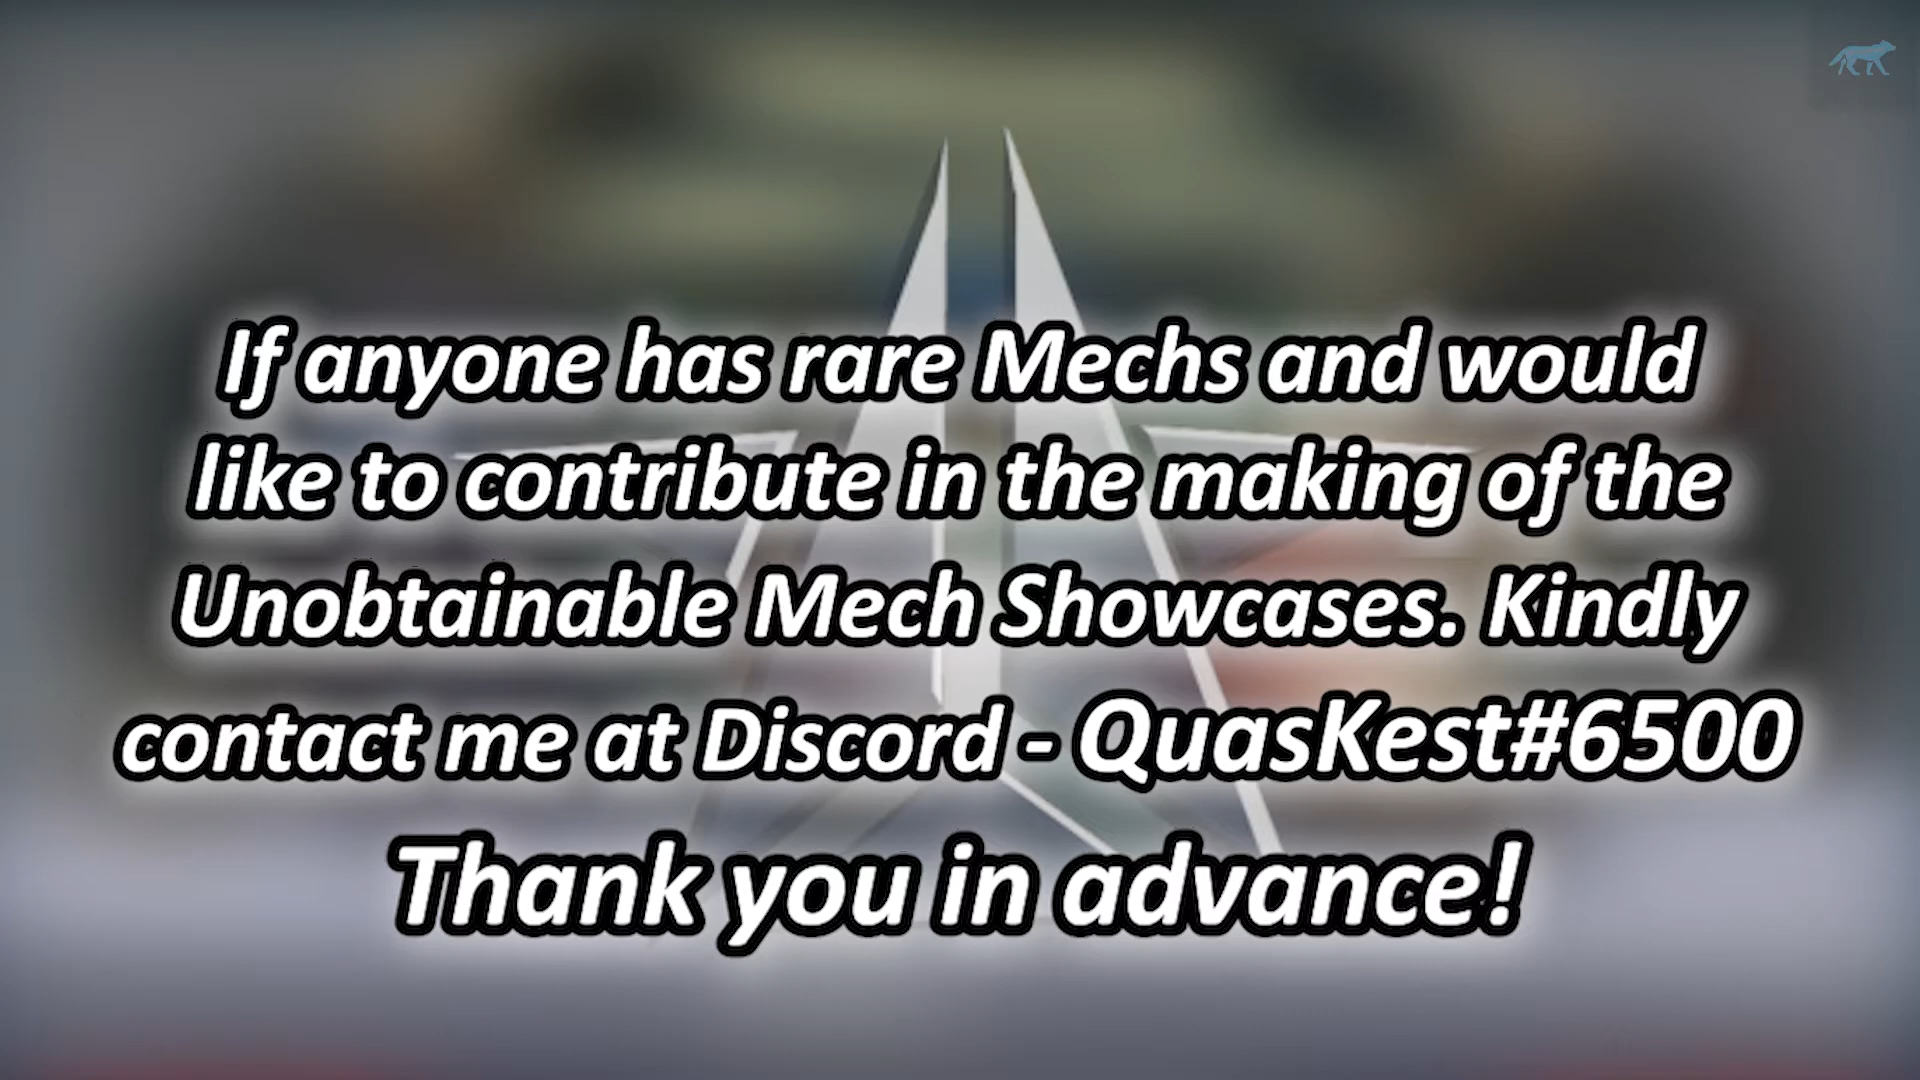 If anyone has rare Mechs and would
like to contribute in the making of the
Unobtainable Mech Showcases. Kindly
contact me at Discord - QuasKest#6500
Thank you in advance!